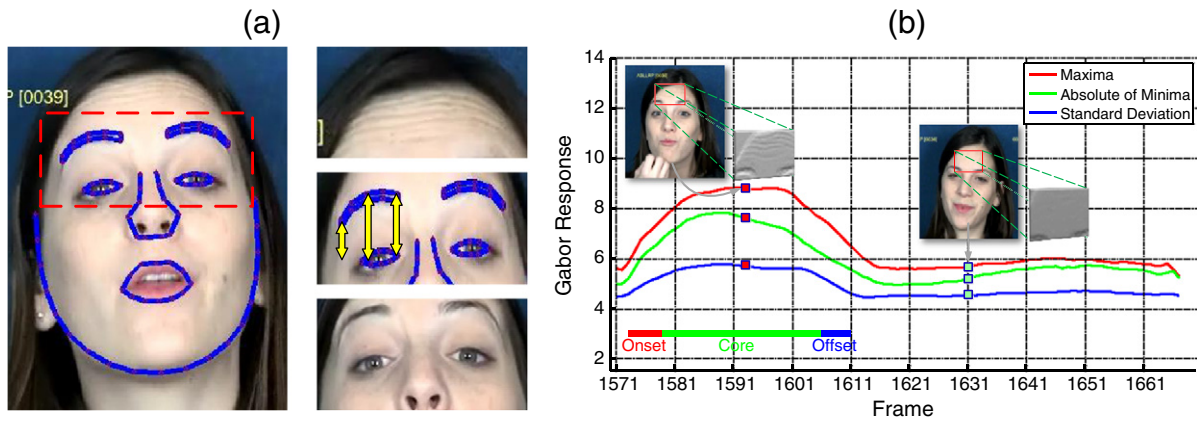 (a)
(b)
P [0039]
]
14
12
10
8
6
4
2
Gabor Response
Maxima
Absolute of Minima
Standard Deviation
Onset
Core
Offset
1571
1581
1591
1601
1611
1621
1631
1641
1651
1661
Frame